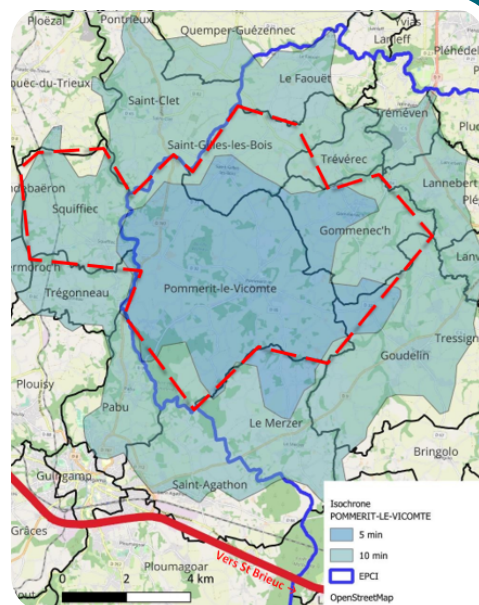 Ploëzal
Pontrieux
Quemper-Guézennec
Yvias
Lanleff
Pléhédel
Le Faouët
Saint-Clet
Tréméven
Saint-Gilles-les-Bois
Trévérec
Lannebert
Squiffiec
Gommenec'h
Pommerit-le-Vicomte
Trégonneau
Tressign
Goudelin
Plouisy
Pabu
Le Merzer
Bringolo
Guingamp
Saint-Agathon
Grâces
Ploumagoar
Vers St Brieuc
Isochrone
POMMERIT-LE-VICOMTE
5 min
10 min
EPCI
OpenStreetMap
0 2 4 km